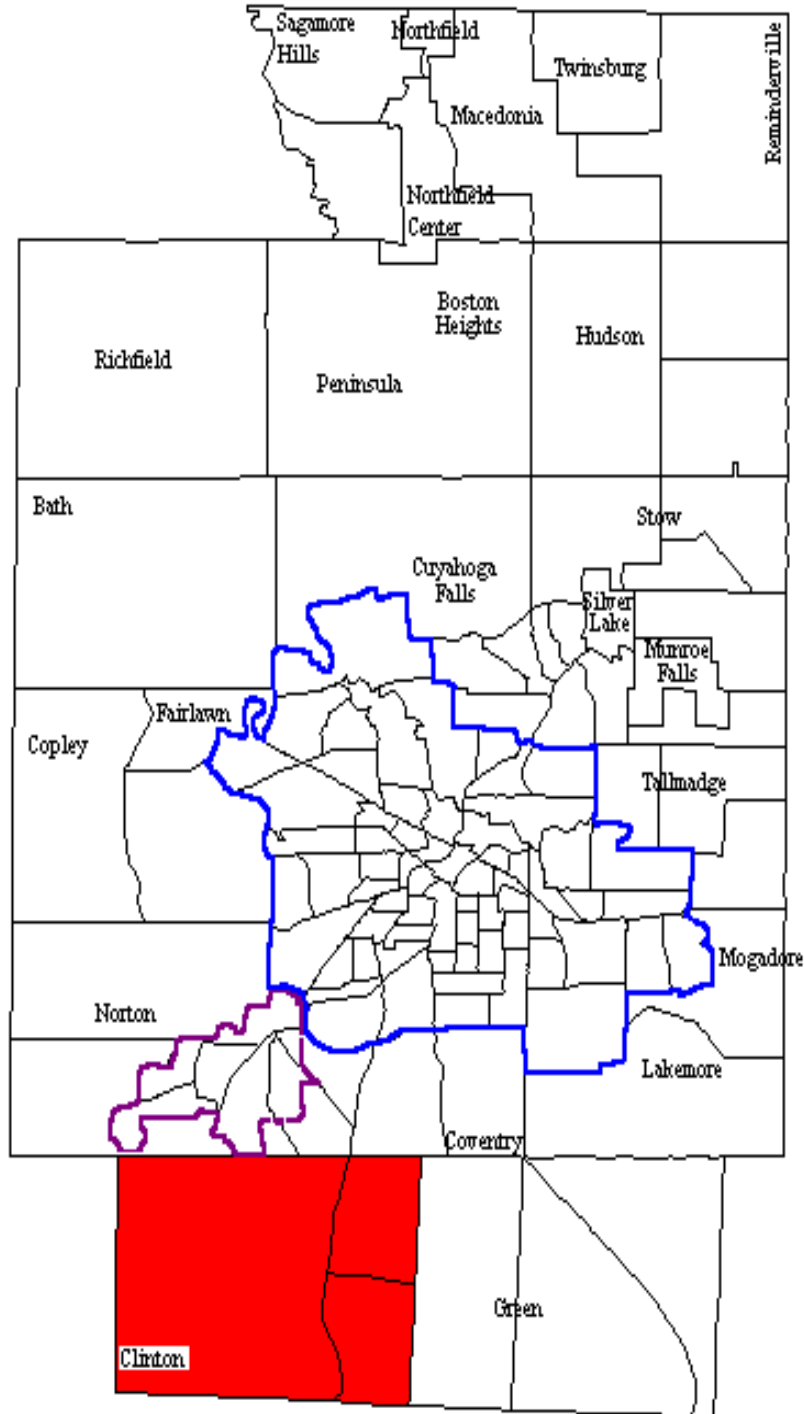 Sagamore
Hills
Northfield
Twinsburg
Reminderville
Macedonia
Northfield
Center
Boston
Heights
Hudson
Richfield
Peninsula
Bath
Stow
Cuyahoga
Falls
Silver
Lake
Munroe
Falls
Fairlawn
Copley
Tallmadge
Mogadore
Norton
Lakemore
Coventry
Green
Clinton